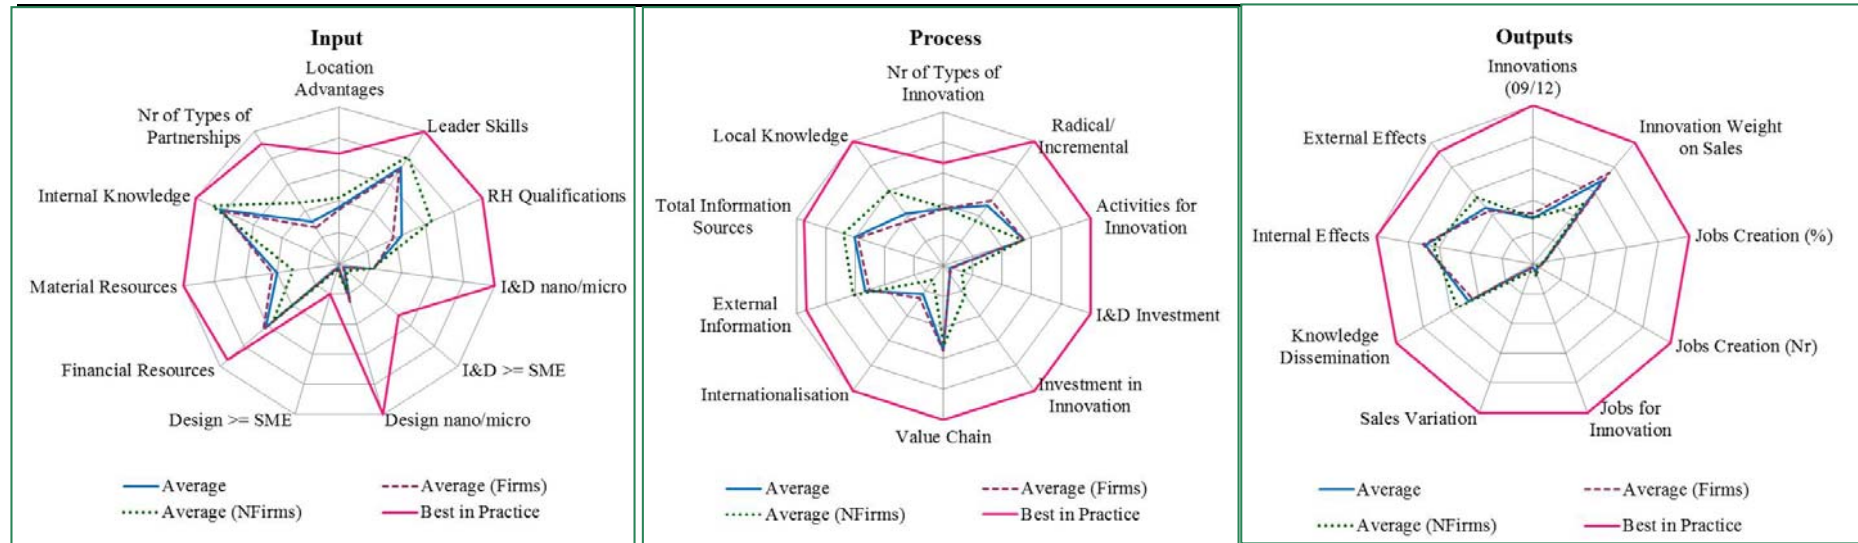 Input
Location
Advantages
Leader Skills
RH Qualifications
I&D nano/micro
I&D >= SME
Design nano/micro
Design >= SME
Financial Resources
Material Resources
Internal Knowledge
Nr of Types of
Partnerships
Average
Average (Firms)
Average (NFirms)
Best in Practice
Process
Nr of Types of
Innovation
Radical/
Incremental
Activities for
Innovation
I&D Investment
Investment in
Innovation
Value Chain
Internationalisation
External
Information
Total Information
Sources
Local Knowledge
Average
Average (Firms)
Average (NFirms)
Best in Practice
Outputs
Innovations
(09/12)
Innovation Weight
on Sales
Jobs Creation (%)
Jobs Creation (Nr)
Jobs for
Innovation
Sales Variation
Knowledge
Dissemination
Internal Effects
External Effects
Average
Average (Firms)
Average (NFirms)
Best in Practice